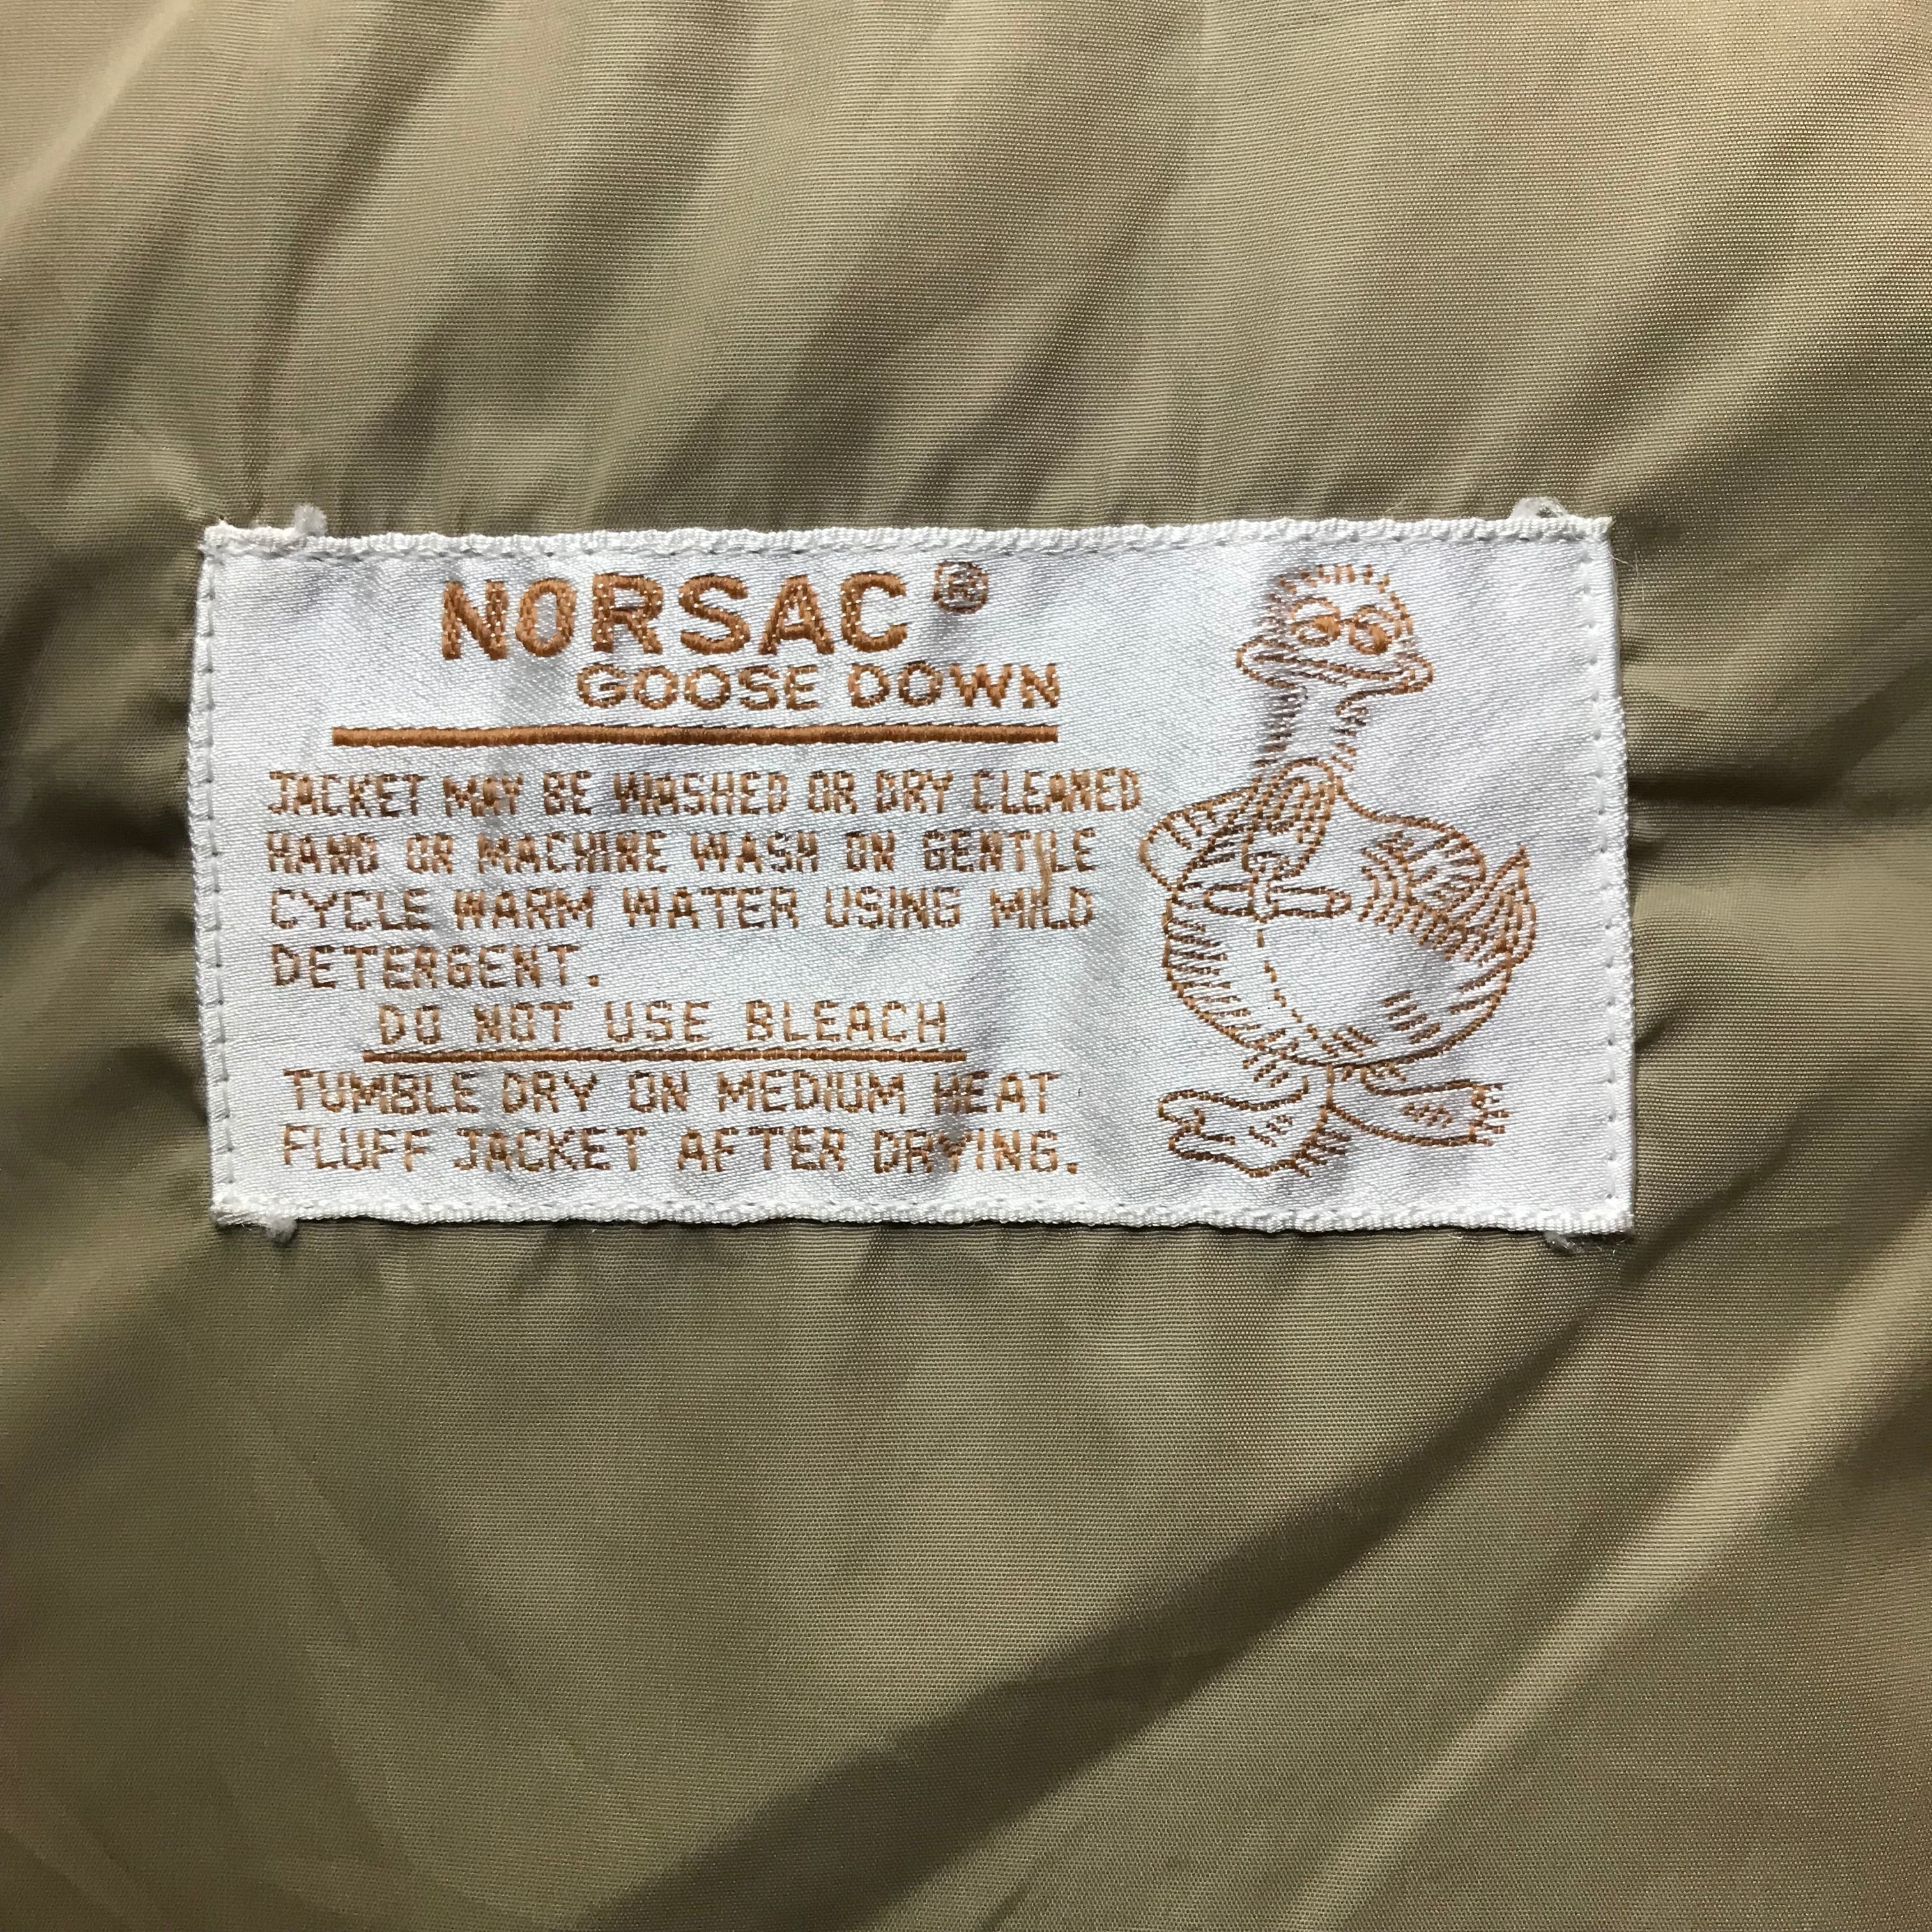 NORSAC ®
GOOSE DOWN
JACKET MAY BE WASHED OR DRY CLEANED
HAND OR MACHINE WASH ON GENTLE
CYCLE WARM WATER USING MILD
DETERGENT.
DO NOT USE BLEACH
TUMBLE DRY ON MEDIUM HEAT
FLUFF JACKET AFTER DRYING.